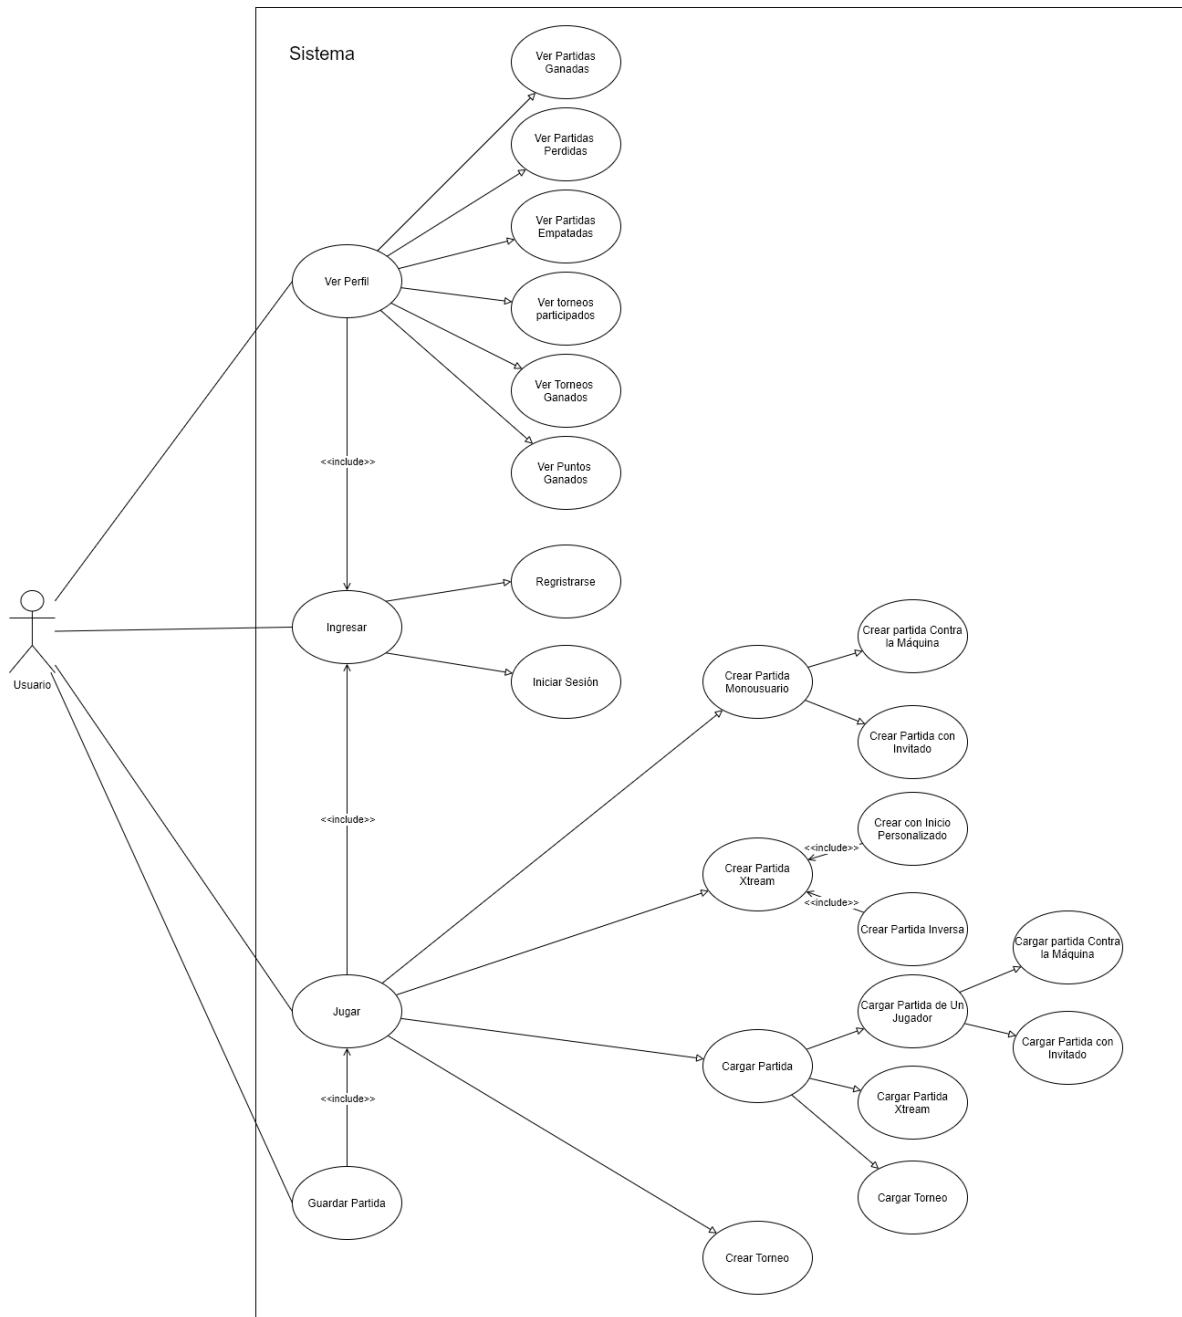 Sistema
Ver Partidas
Ganadas
Ver Partidas
Perdidas
Ver Partidas
Empatadas
Ver Perfil
Ver torneos
participados
Ver Torneos
Ganados
<<include>>
Ver Puntos
Ganados
Regristrarse
Ingresar
Iniciar Sesión
Usuario
Crear partida Contra
la Máquina
Crear Partida
Monousuario
Crear Partida con
Invitado
<<include>>
Crear con Inicio
Personalizado
<<include>>
Crear Partida
Xtream
<<include>>
Crear Partida Inversa
Cargar partida Contra
la Máquina
Jugar
Cargar Partida de Un
Jugador
Cargar Partida con
Invitado
Cargar Partida
<<include>>
Cargar Partida
Xtream
Guardar Partida
Cargar Torneo
Crear Torneo